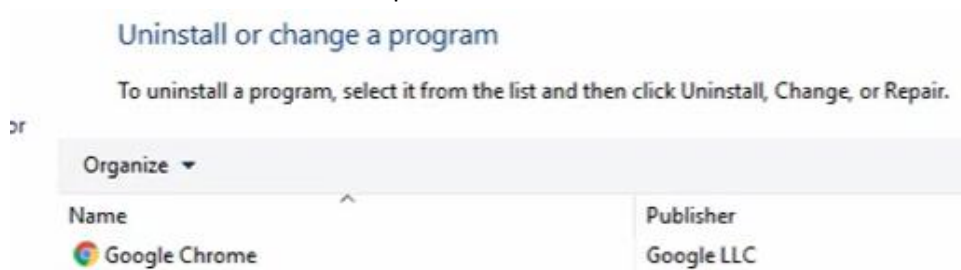 Uninstall or change a program
To uninstall a program, select it from the list and then click Uninstall, Change, or Repair.
or
Organize
Name Publisher
Google Chrome Google LLC